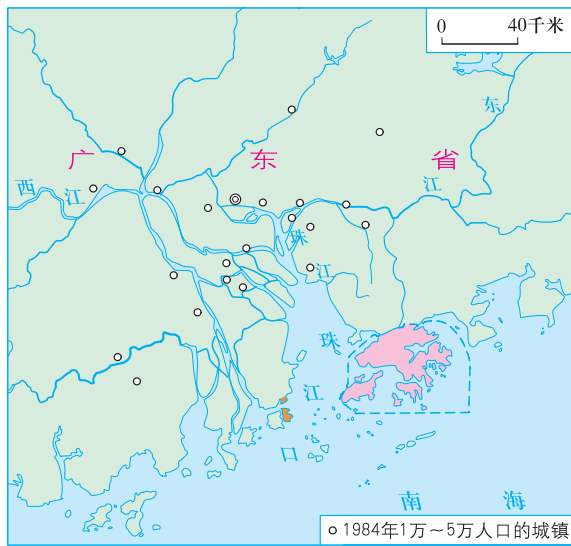 0 40千米
广东省
西江
东江
珠江
珠江口
南海
1984年1万～5万人口的城镇